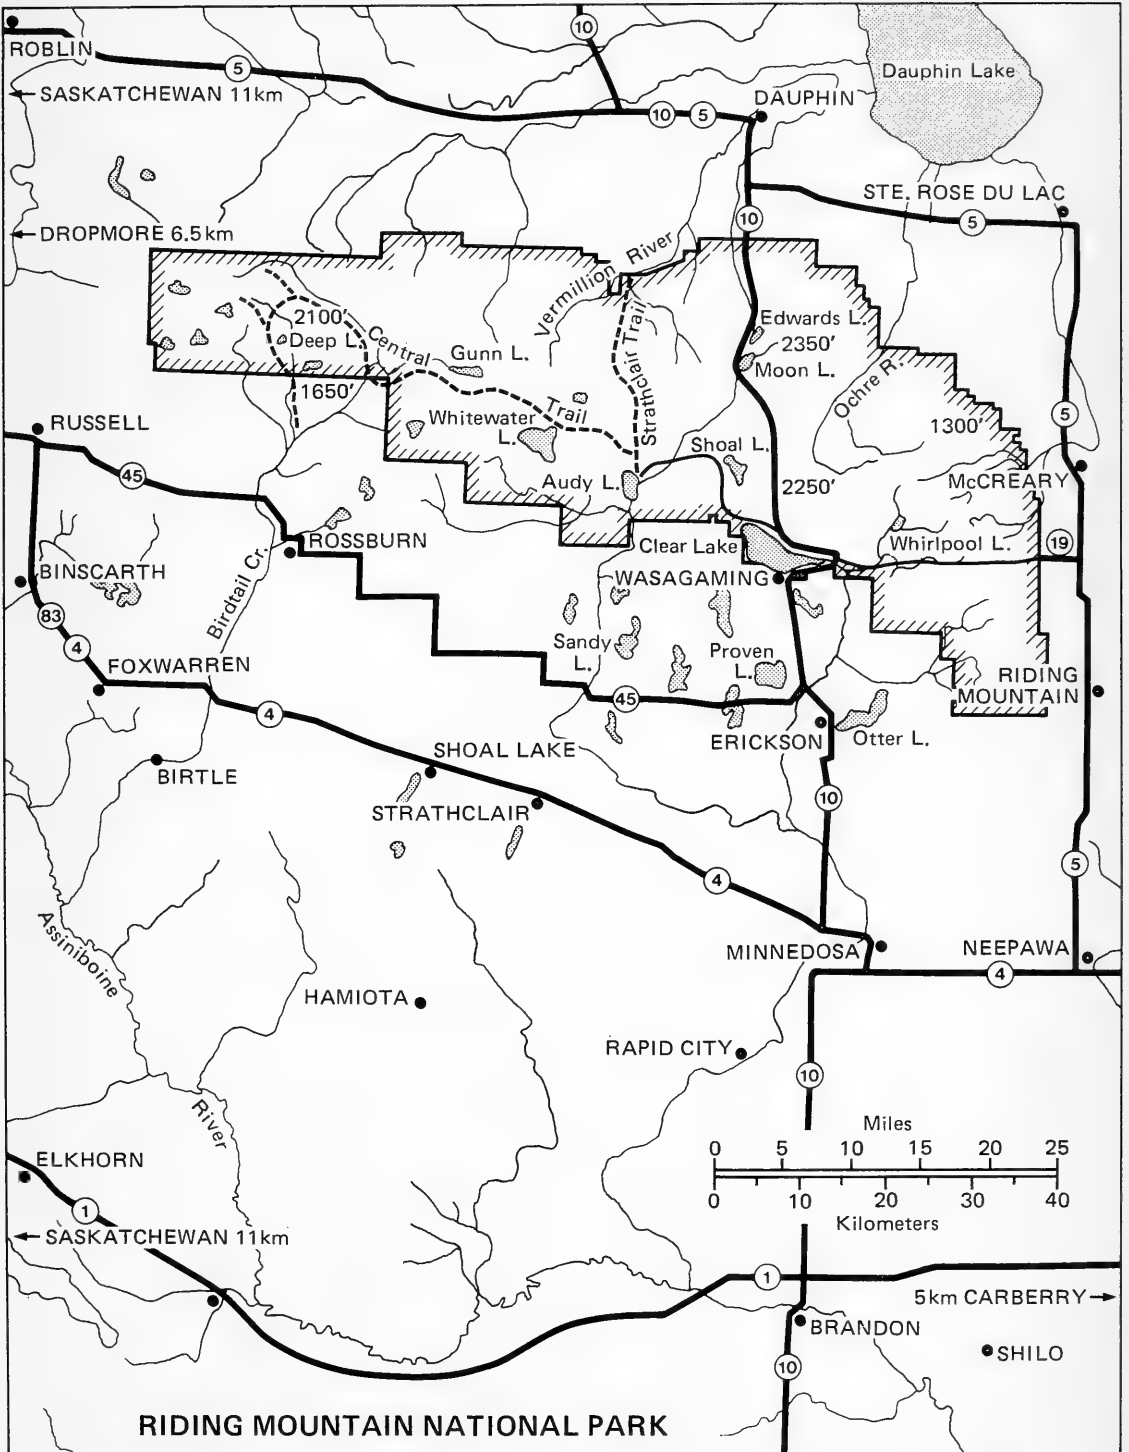 10
ROBLIN
5
Dauphin Lake
SASKATCHEWAN 11km
DAUPHIN
10
5
STE. ROSE DU LAC
10
5
DROPMORE 6.5km
Vermillion River
2100'
Deep L.
Central
Gunn L.
Strathclair Trail
Edwards L.
2350'
Moon L.
1650'
Ochre R.
Trail
Whitewater
L.
RUSSELL
1300'
5
Shoal L.
45
Audy L.
2250'
McCREARY
ROSSBURN
Clear Lake
Whirlpool L.
19
BINSCARTH
WASAGAMING
Birdtail Cr.
83
4
Sandy
L.
Proven
L.
FOXWARREN
RIDING
MOUNTAIN
45
4
ERICKSON
Otter L.
SHOAL LAKE
BIRTLE
STRATHCLAIR
10
5
4
Assiniboine
MINNEDOSA
NEEPAWA
4
HAMIOTA
RAPID CITY
10
River
Miles
0 5 10 15 20 25
0 10 20 30 40
Kilometers
ELKHORN
1
SASKATCHEWAN 11km
1
5km CARBERRY
BRANDON
SHILO
10
RIDING MOUNTAIN NATIONAL PARK